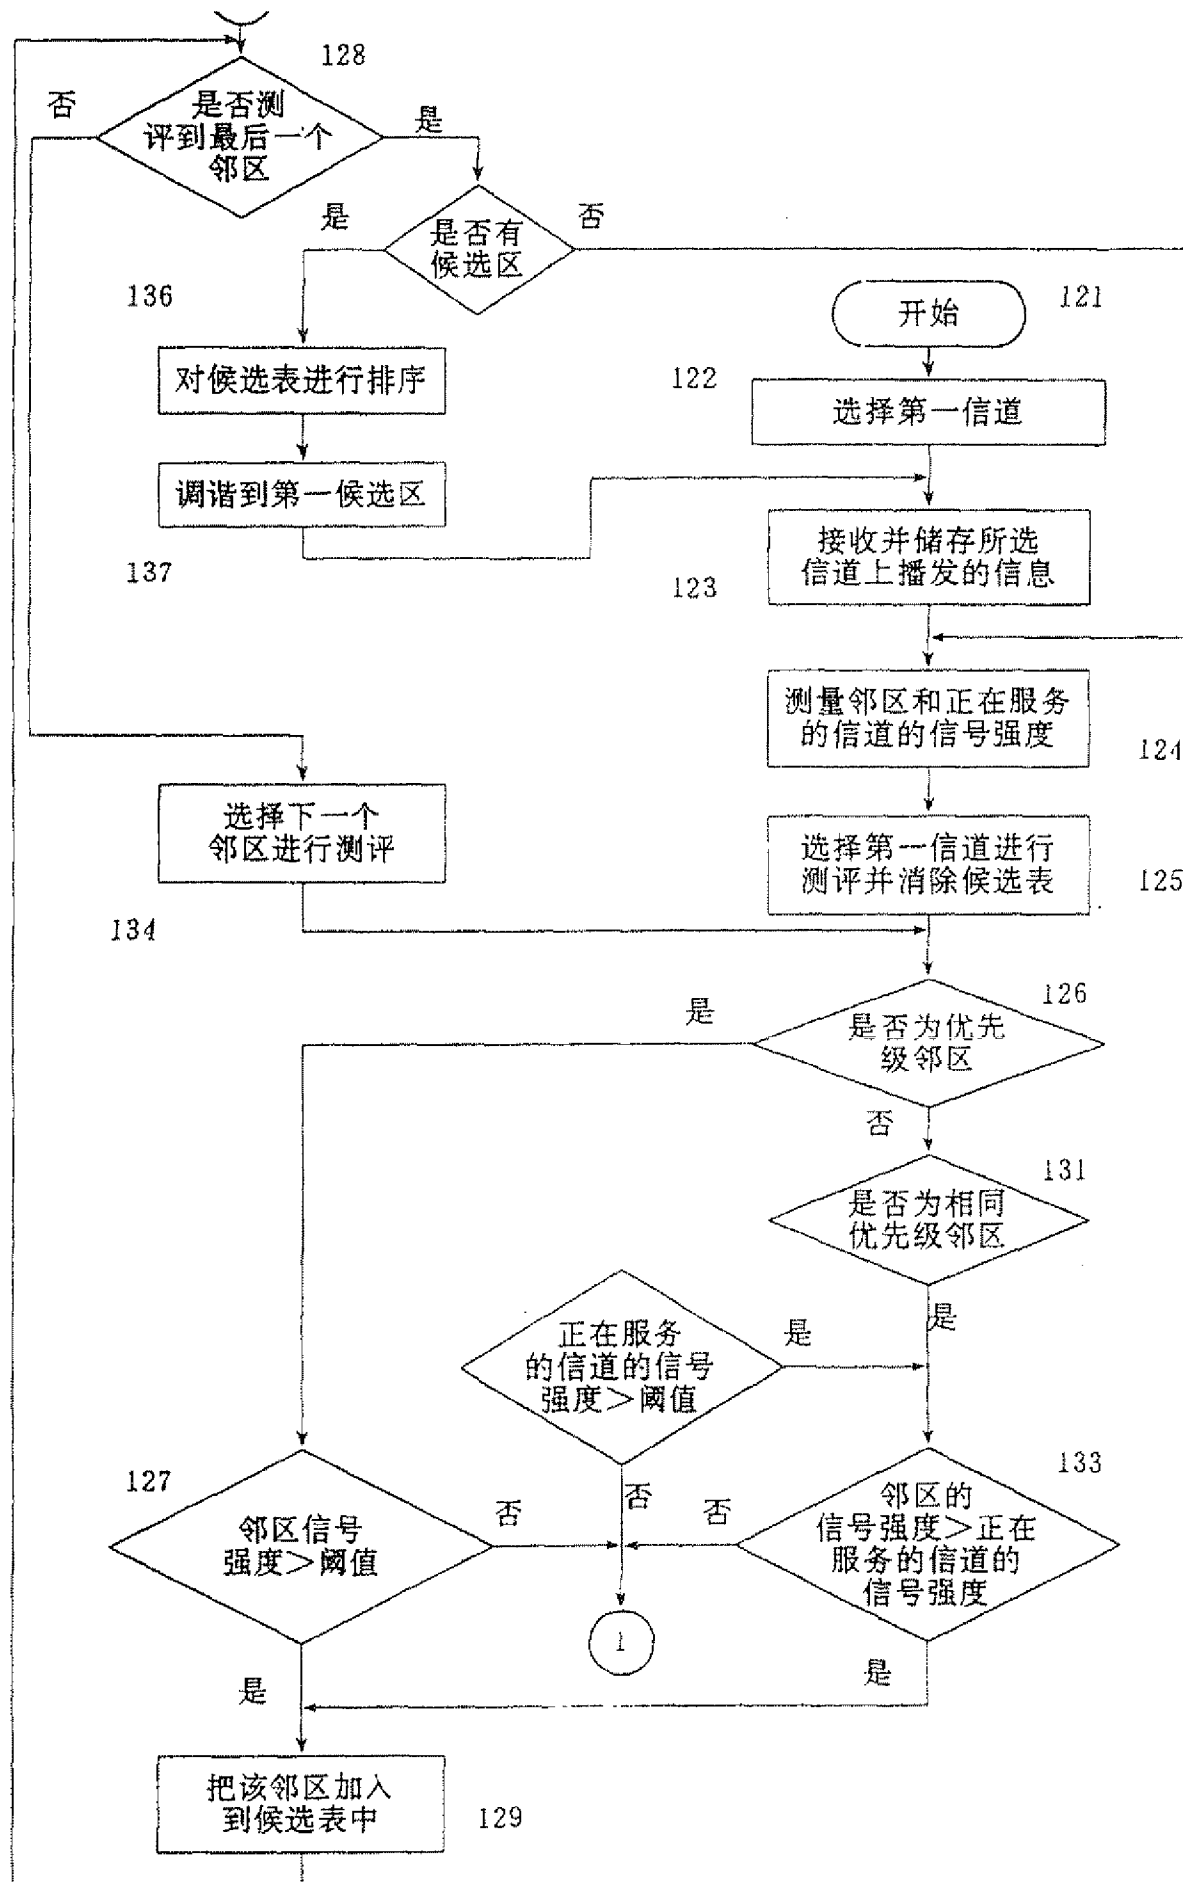 128
否
是
是否测
评到最后一个
邻区
是
否
是否有
候选区
136
121
开始
对候选表进行排序
122
选择第一信道
调谐到第一候选区
137
接收并储存所选
信道上播发的信息
123
测量邻区和正在服务
的信道的信号强度
124
选择下一个
邻区进行测评
134
选择第一信道进行
测评并消除候选表
125
126
是
是否为优先
级邻区
否
131
是否为相同
优先级邻区
是
正在服务
的信道的信号
强度＞阈值
是
否
127
邻区信号
强度＞阈值
否
133
否
邻区的
信号强度＞正在
服务的信道的
信号强度
1
是
是
把该邻区加入
到候选表中
129